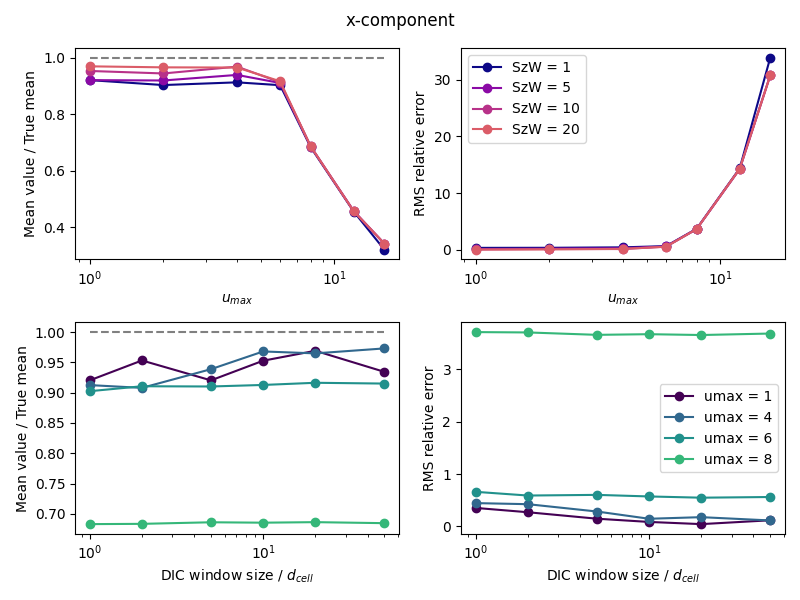 x-component
Mean value / True mean
1.0
0.8
0.6
0.4
10⁰
10¹
u_max
RMS relative error
30
20
10
0
10⁰
10¹
u_max
SzW = 1
SzW = 5
SzW = 10
SzW = 20
Mean value / True mean
1.00
0.95
0.90
0.85
0.80
0.75
0.70
10⁰
10¹
DIC window size / d_cell
RMS relative error
3
2
1
0
10⁰
10¹
DIC window size / d_cell
umax = 1
umax = 4
umax = 6
umax = 8